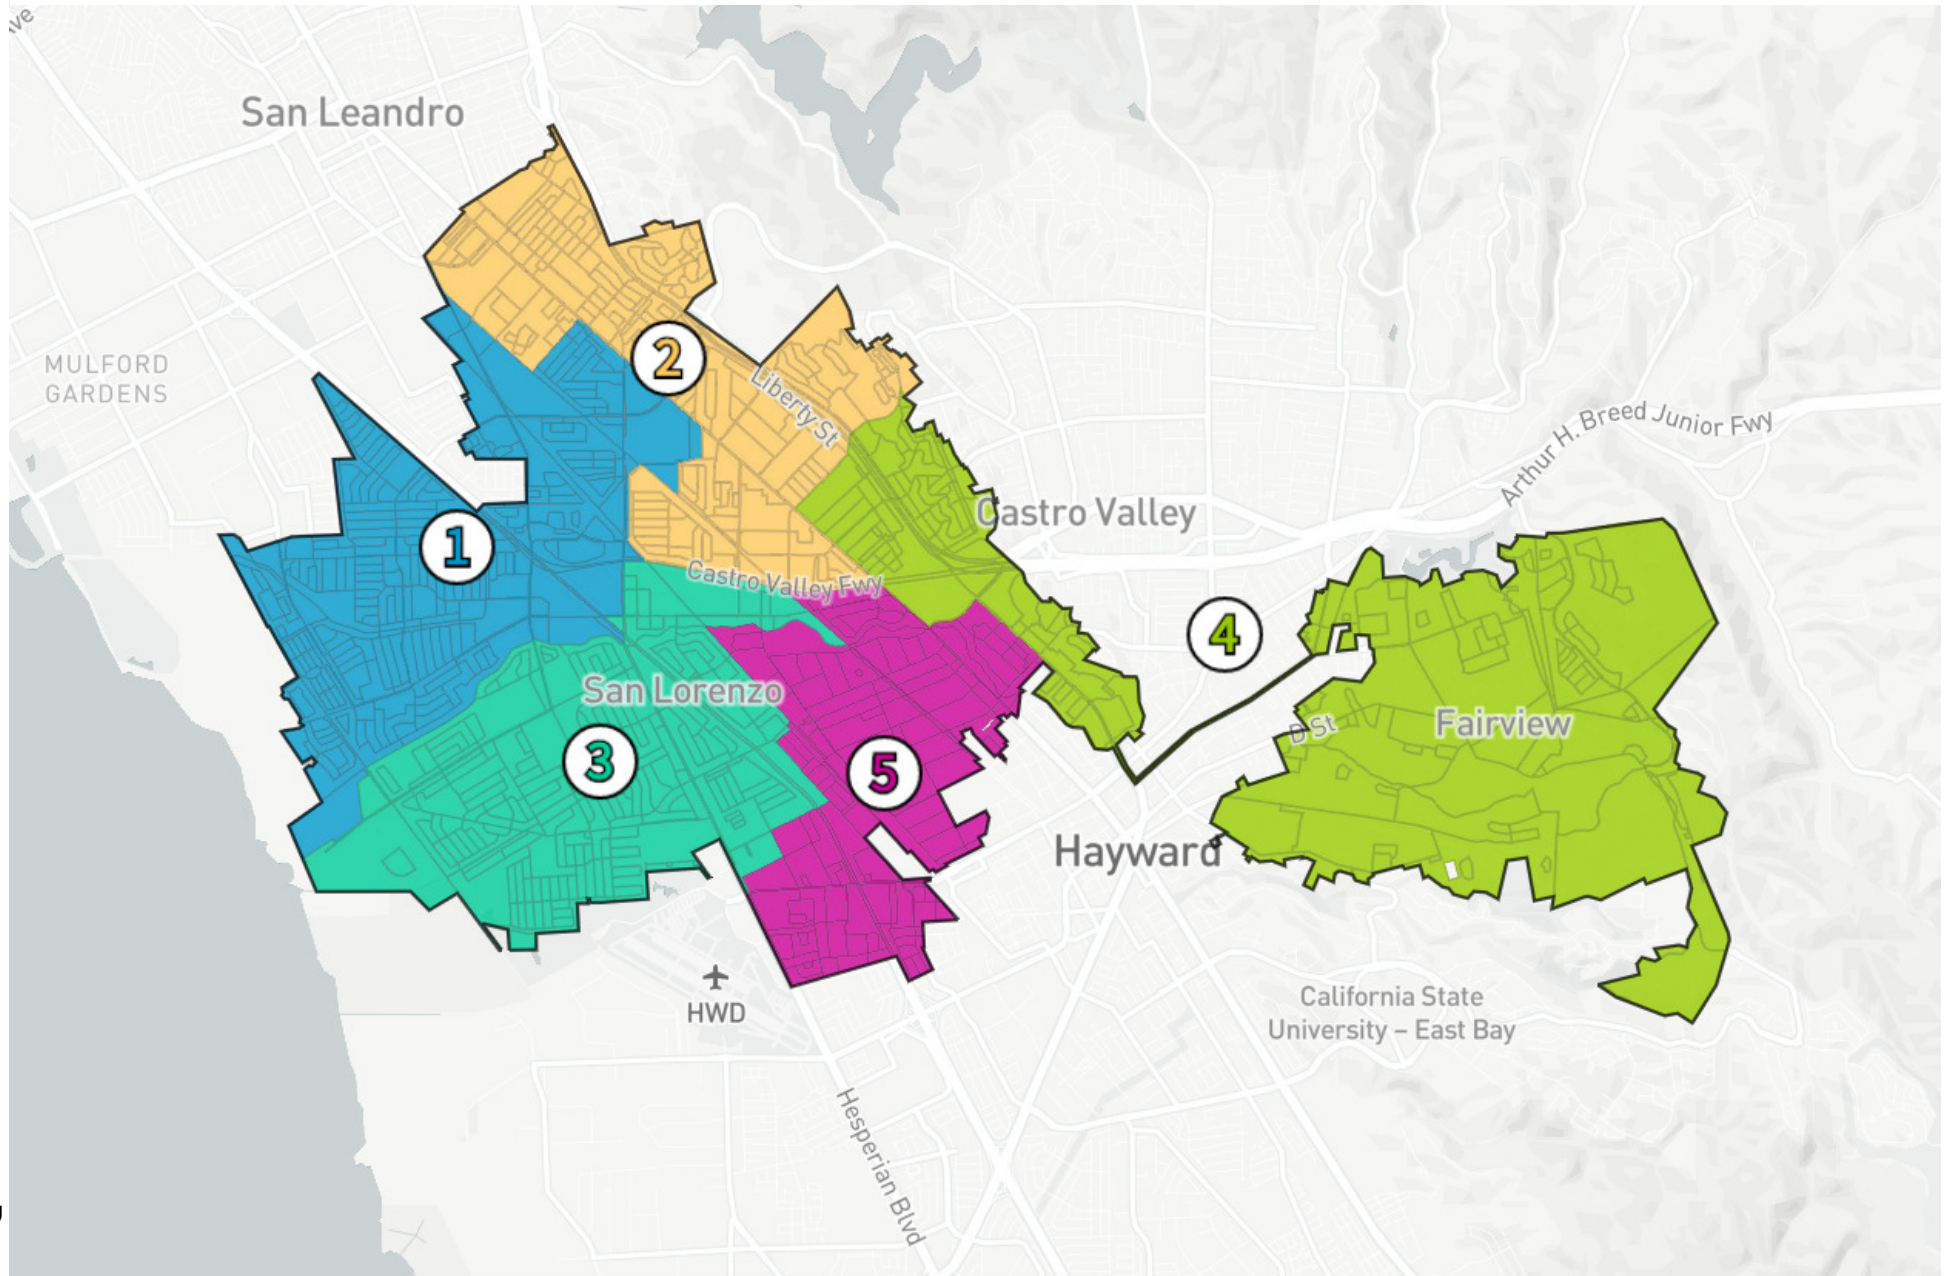 San Leandro
MULFORD
GARDENS
2
Liberty St
Arthur H. Breed Junior Fwy
Castro Valley
1
Castro Valley Fwy
4
San Lorenzo
Fairview
D St
3
5
Hayward
HWD
California State
University – East Bay
Hesperian Blvd